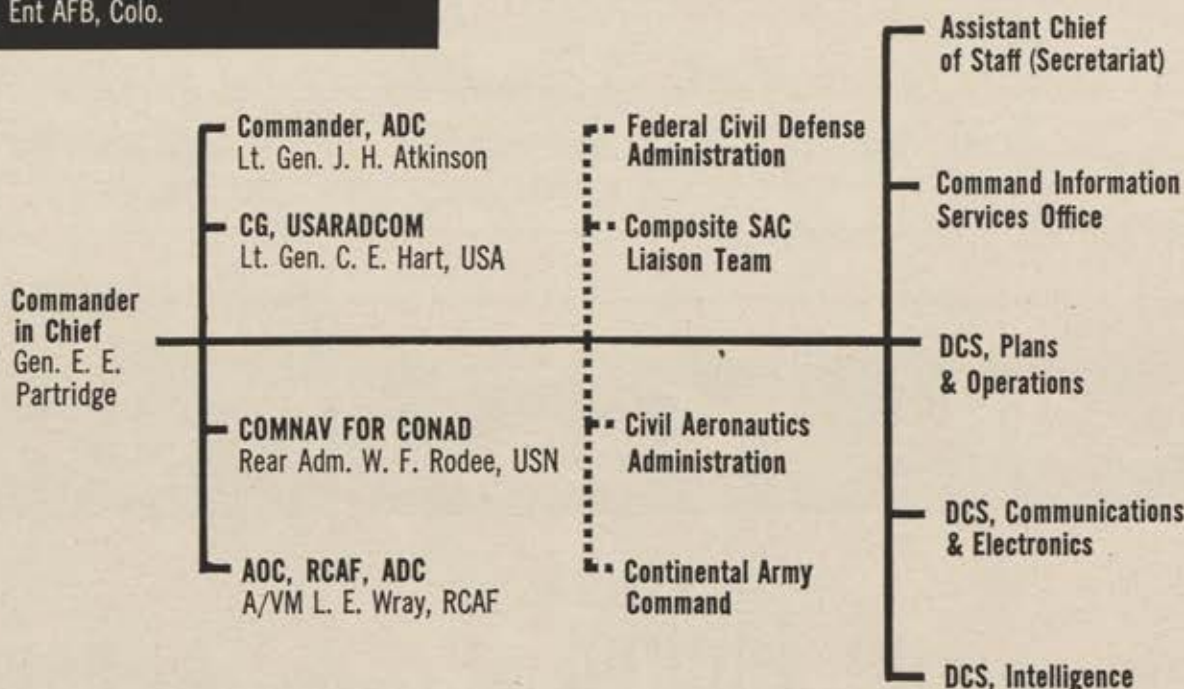 Ent AFB, Colo.
Commander
in Chief
Gen. E. E.
Partridge
Commander, ADC
Lt. Gen. J. H. Atkinson
CG, USARADCOM
Lt. Gen. C. E. Hart, USA
COMNAV FOR CONAD
Rear Adm. W. F. Rodee, USN
AOC, RCAF, ADC
A/VM L. E. Wray, RCAF
Federal Civil Defense
Administration
Composite SAC
Liaison Team
Civil Aeronautics
Administration
Continental Army
Command
Assistant Chief
of Staff (Secretariat)
Command Information
Services Office
DCS, Plans
& Operations
DCS, Communications
& Electronics
DCS, Intelligence